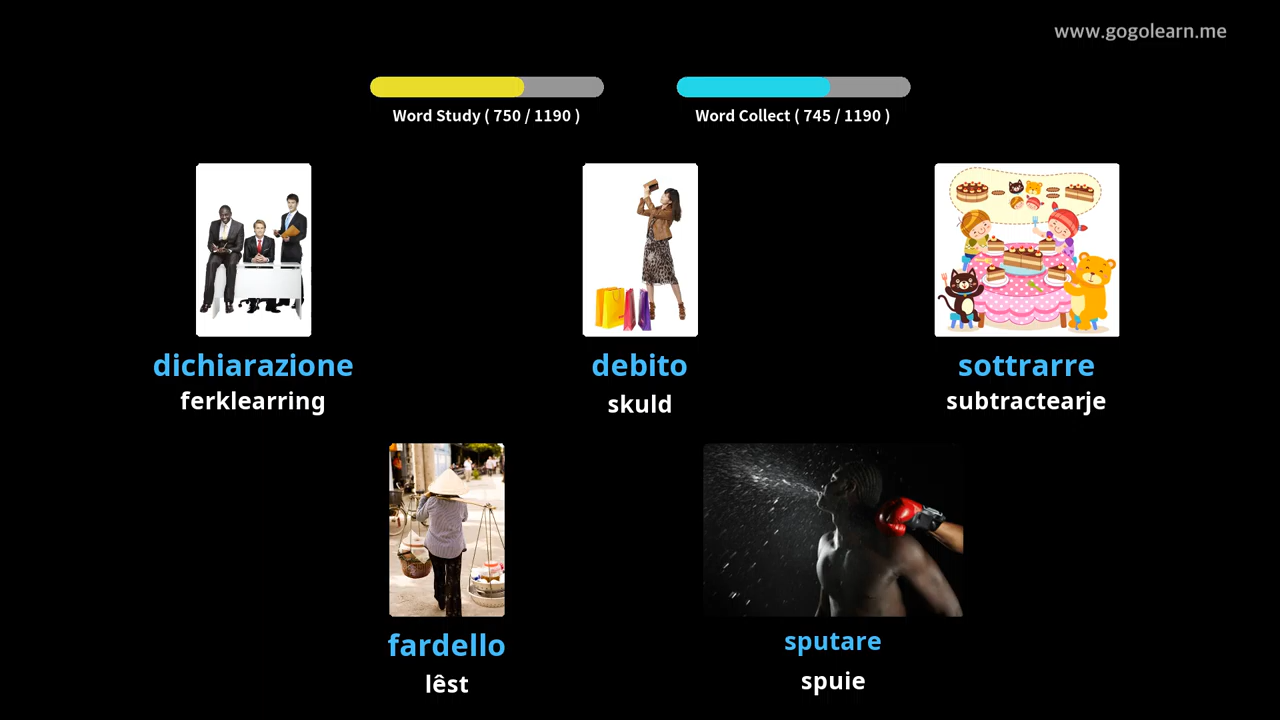 www.gogolearn.me
Word Study ( 750 / 1190 )
Word Collect ( 745 / 1190 )
dichiarazione
ferklearring
debito
skuld
sottrarre
subtractearje
fardello
lêst
sputare
spuie